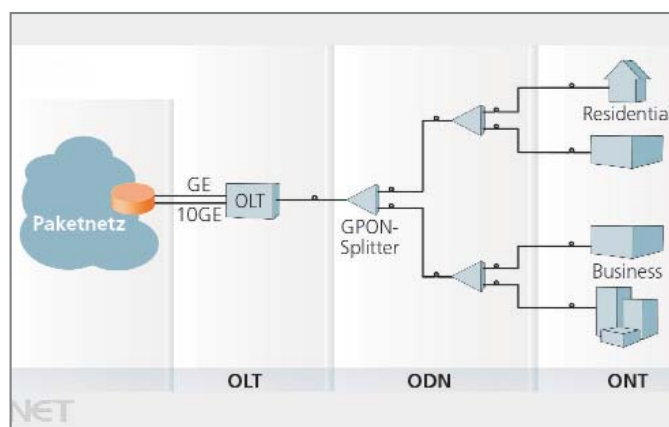 Residential
GE
Paketnetz
OLT
10GE
GPON-
Splitter
Business
OLT
ODN
ONT
NET